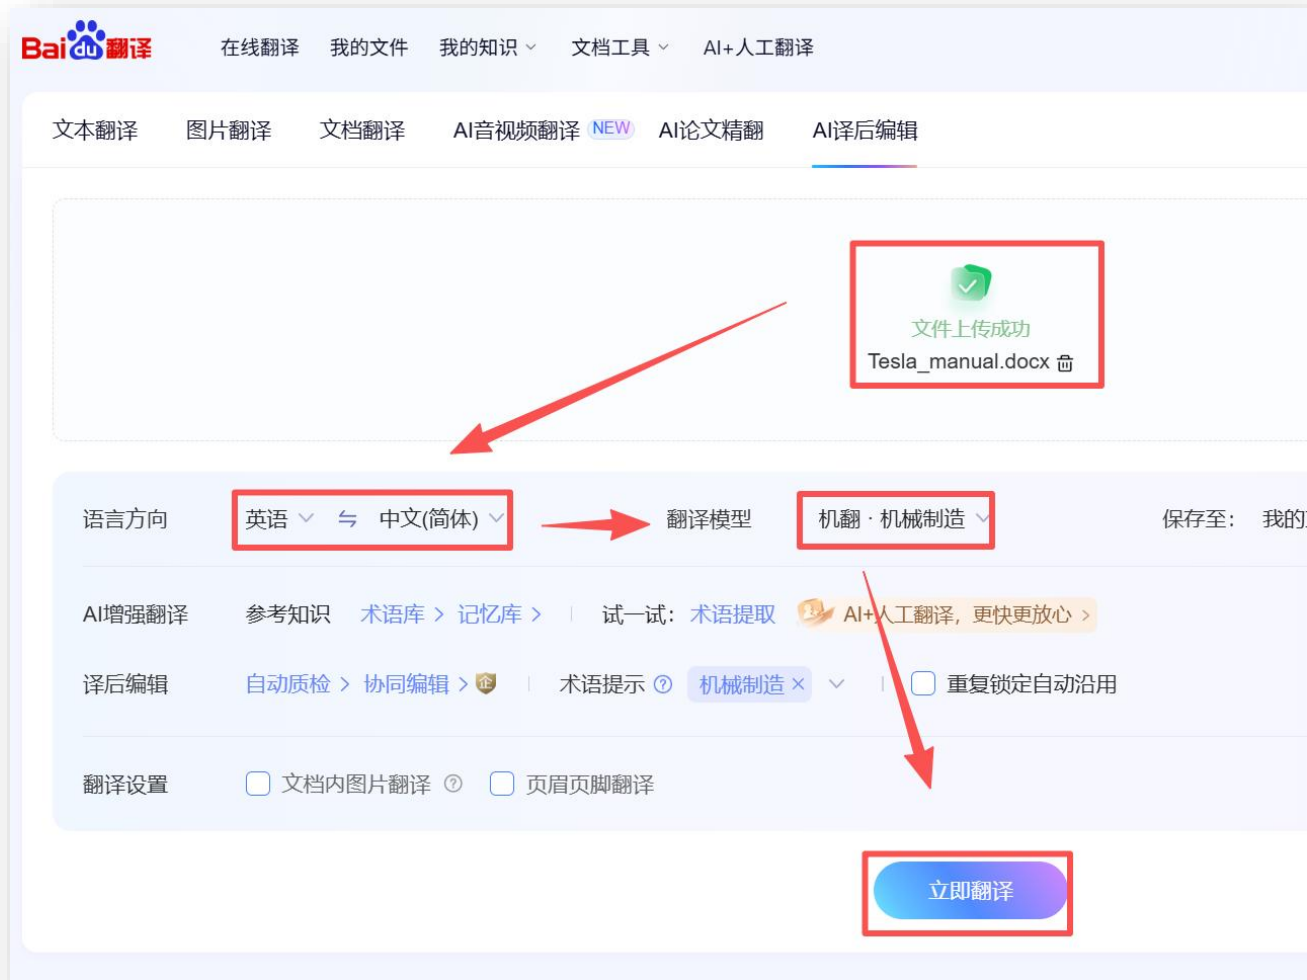 Bai du 翻译 在线翻译 我的文件 我的知识 文档工具 AI+人工翻译
文本翻译 图片翻译 文档翻译 AI音视频翻译 NEW AI论文精翻 AI译后编辑
文件上传成功
Tesla_manual.docx
语言方向 英语 中文(简体) 翻译模型 机翻·机械制造 保存至： 我的
AI增强翻译 参考知识 术语库 > 记忆库 > 试一试： 术语提取 AI+人工翻译，更快更放心 >
译后编辑 自动质检 > 协同编辑 > 企 术语提示 ? 机械制造 × 重复锁定自动沿用
翻译设置 文档内图片翻译 ? 页眉页脚翻译
立即翻译